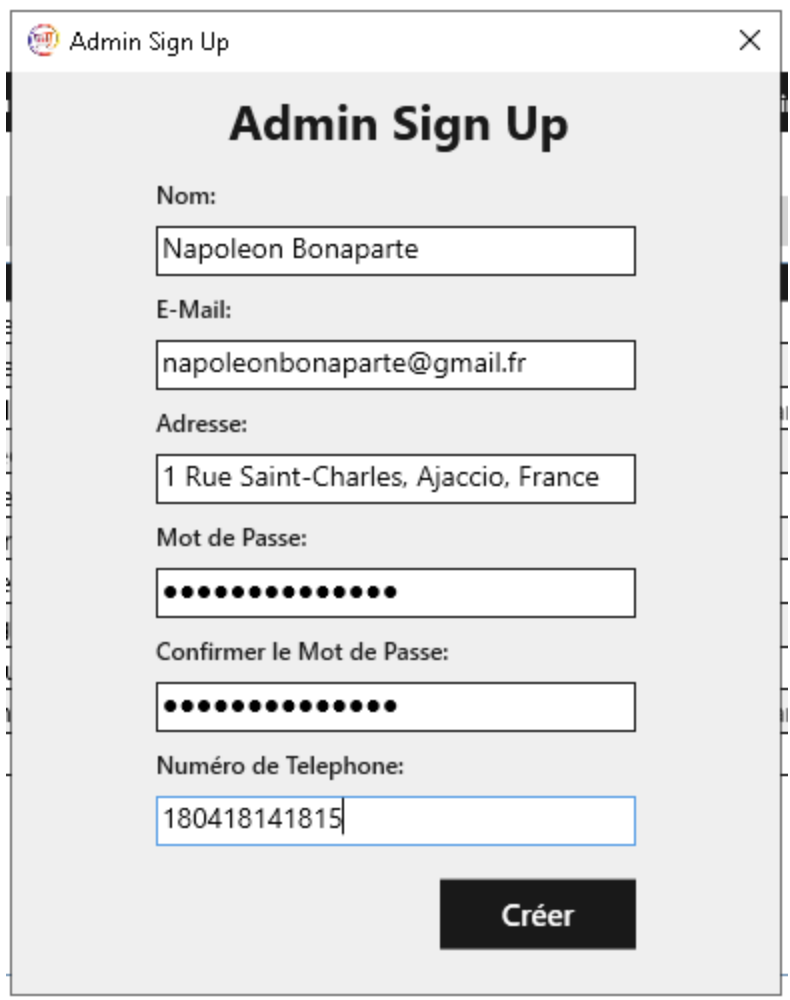 Admin Sign Up
Admin Sign Up
Nom:
Napoleon Bonaparte
E-Mail:
napoleonbonaparte@gmail.fr
Adresse:
1 Rue Saint-Charles, Ajaccio, France
Mot de Passe:
●●●●●●●●●●●●●●
Confirmer le Mot de Passe:
●●●●●●●●●●●●●●
Numéro de Telephone:
180418141815
Créer